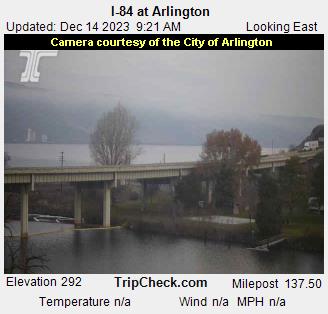 I-84 at Arlington
Updated: Dec 14 2023 9:21 AM Looking East
Camera courtesy of the City of Arlington
Elevation 292 TripCheck.com Milepost 137.50
Temperature n/a Wind n/a MPH n/a